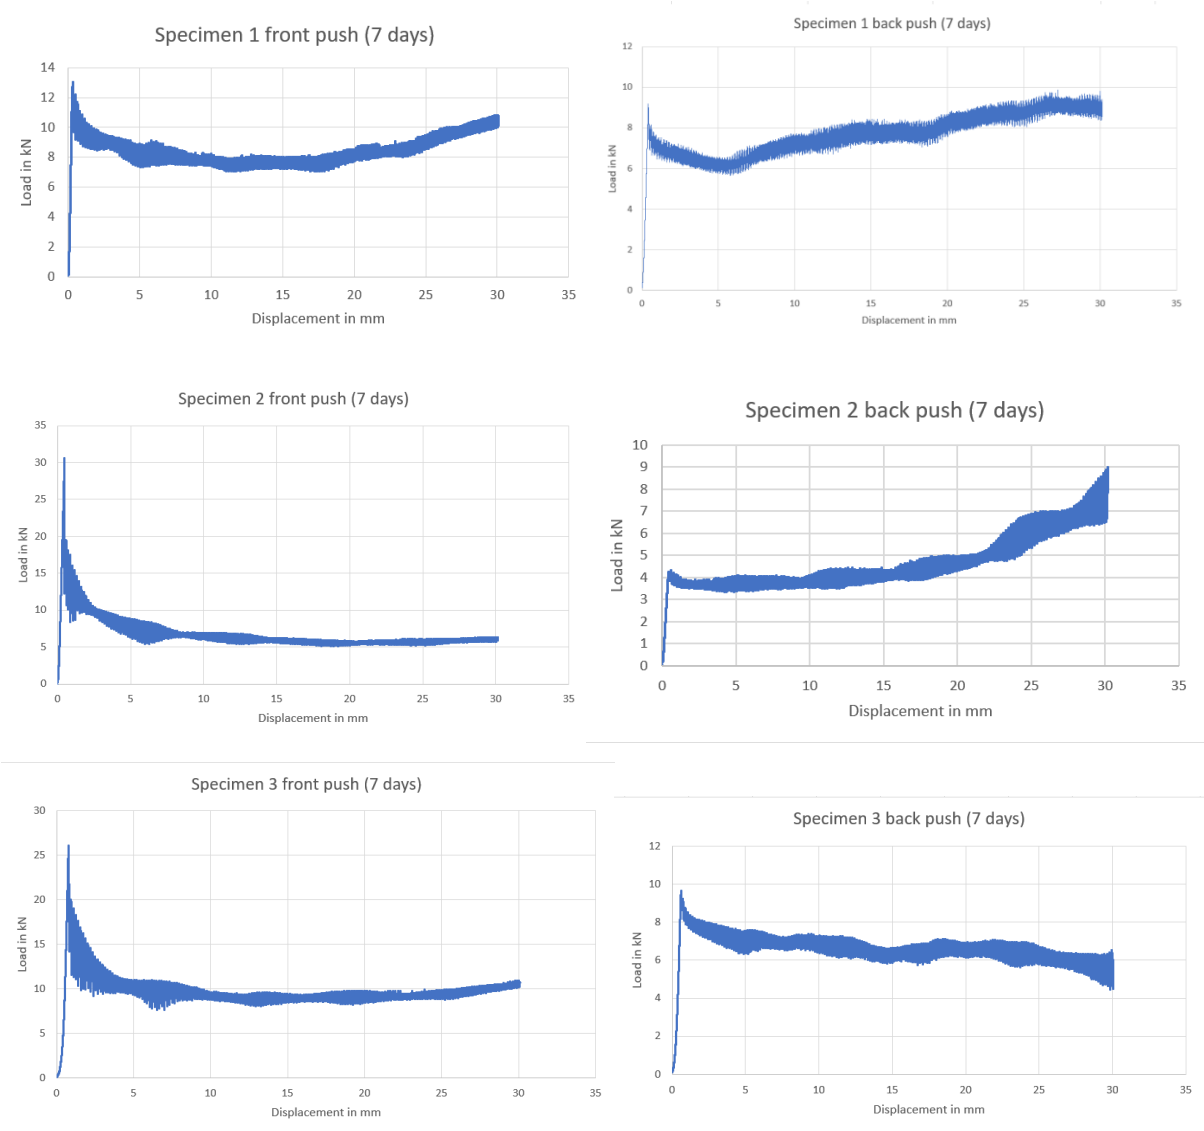 Specimen 1 front push (7 days)
14
12
10
8
6
4
2
0
Load in kN
0 5 10 15 20 25 30 35
Displacement in mm
Specimen 1 back push (7 days)
12
10
8
6
4
2
0
Load in kN
0 5 10 15 20 25 30 35
Displacement in mm
Specimen 2 front push (7 days)
35
30
25
20
15
10
5
0
Load in kN
0 5 10 15 20 25 30 35
Displacement in mm
Specimen 2 back push (7 days)
10
9
8
7
6
5
4
3
2
1
0
Load in kN
0 5 10 15 20 25 30 35
Displacement in mm
Specimen 3 front push (7 days)
30
25
20
15
10
5
0
Load in kN
0 5 10 15 20 25 30 35
Displacement in mm
Specimen 3 back push (7 days)
12
10
8
6
4
2
0
Load in kN
0 5 10 15 20 25 30 35
Displacement in mm